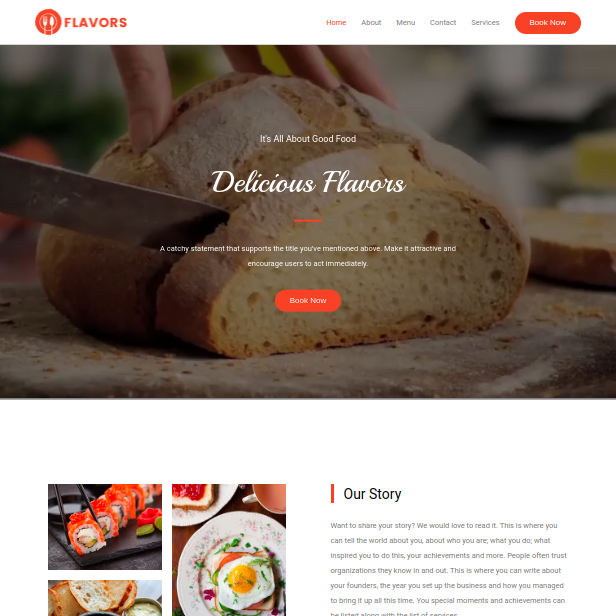 FLAVORS
Home About Menu Contact Services Book Now
It's All About Good Food
Delicious Flavors
A catchy statement that supports the title you've mentioned above. Make it attractive and
encourage users to act immediately.
Book Now
Our Story
Want to share your story? We would love to read it. This is where you
can tell the world about you, about who you are; what you do; what
inspired you to do this, your achievements and more. People often trust
organizations they know in and out. This is where you can write about
your founders, the year you set up the business and how you managed
to bring it up all this time. You special moments and achievements can
be listed along with the list of services.